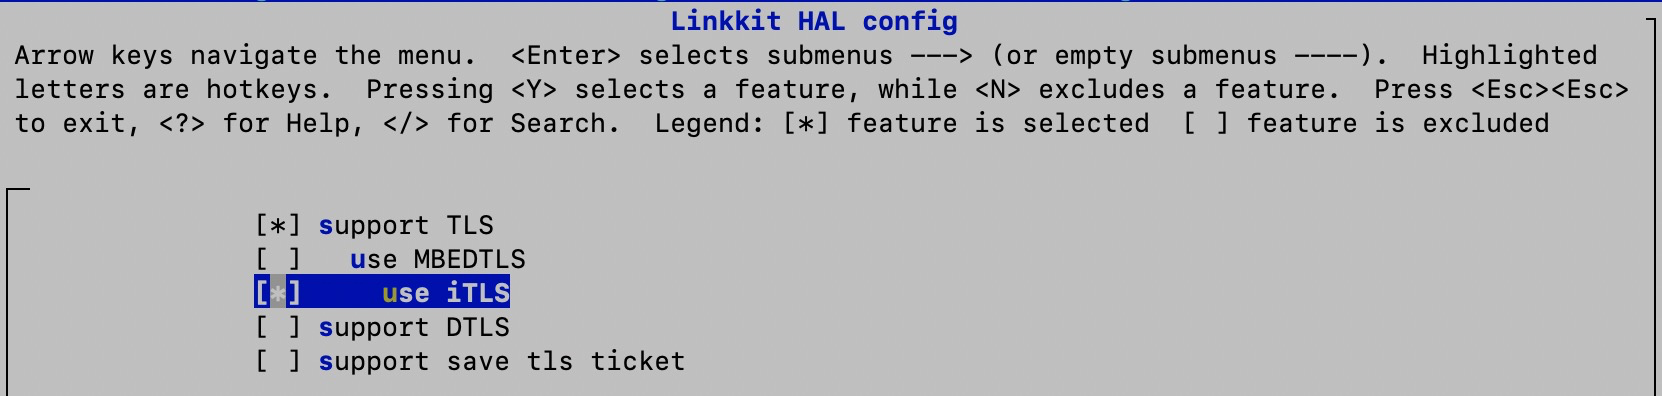 Linkkit HAL config
Arrow keys navigate the menu.  <Enter> selects submenus ---> (or empty submenus ----).  Highlighted
letters are hotkeys.  Pressing <Y> selects a feature, while <N> excludes a feature.  Press <Esc><Esc>
to exit, <?> for Help, </> for Search.  Legend: [*] feature is selected  [ ] feature is excluded
[*] support TLS
[ ]   use MBEDTLS
[*]     use iTLS
[ ] support DTLS
[ ] support save tls ticket